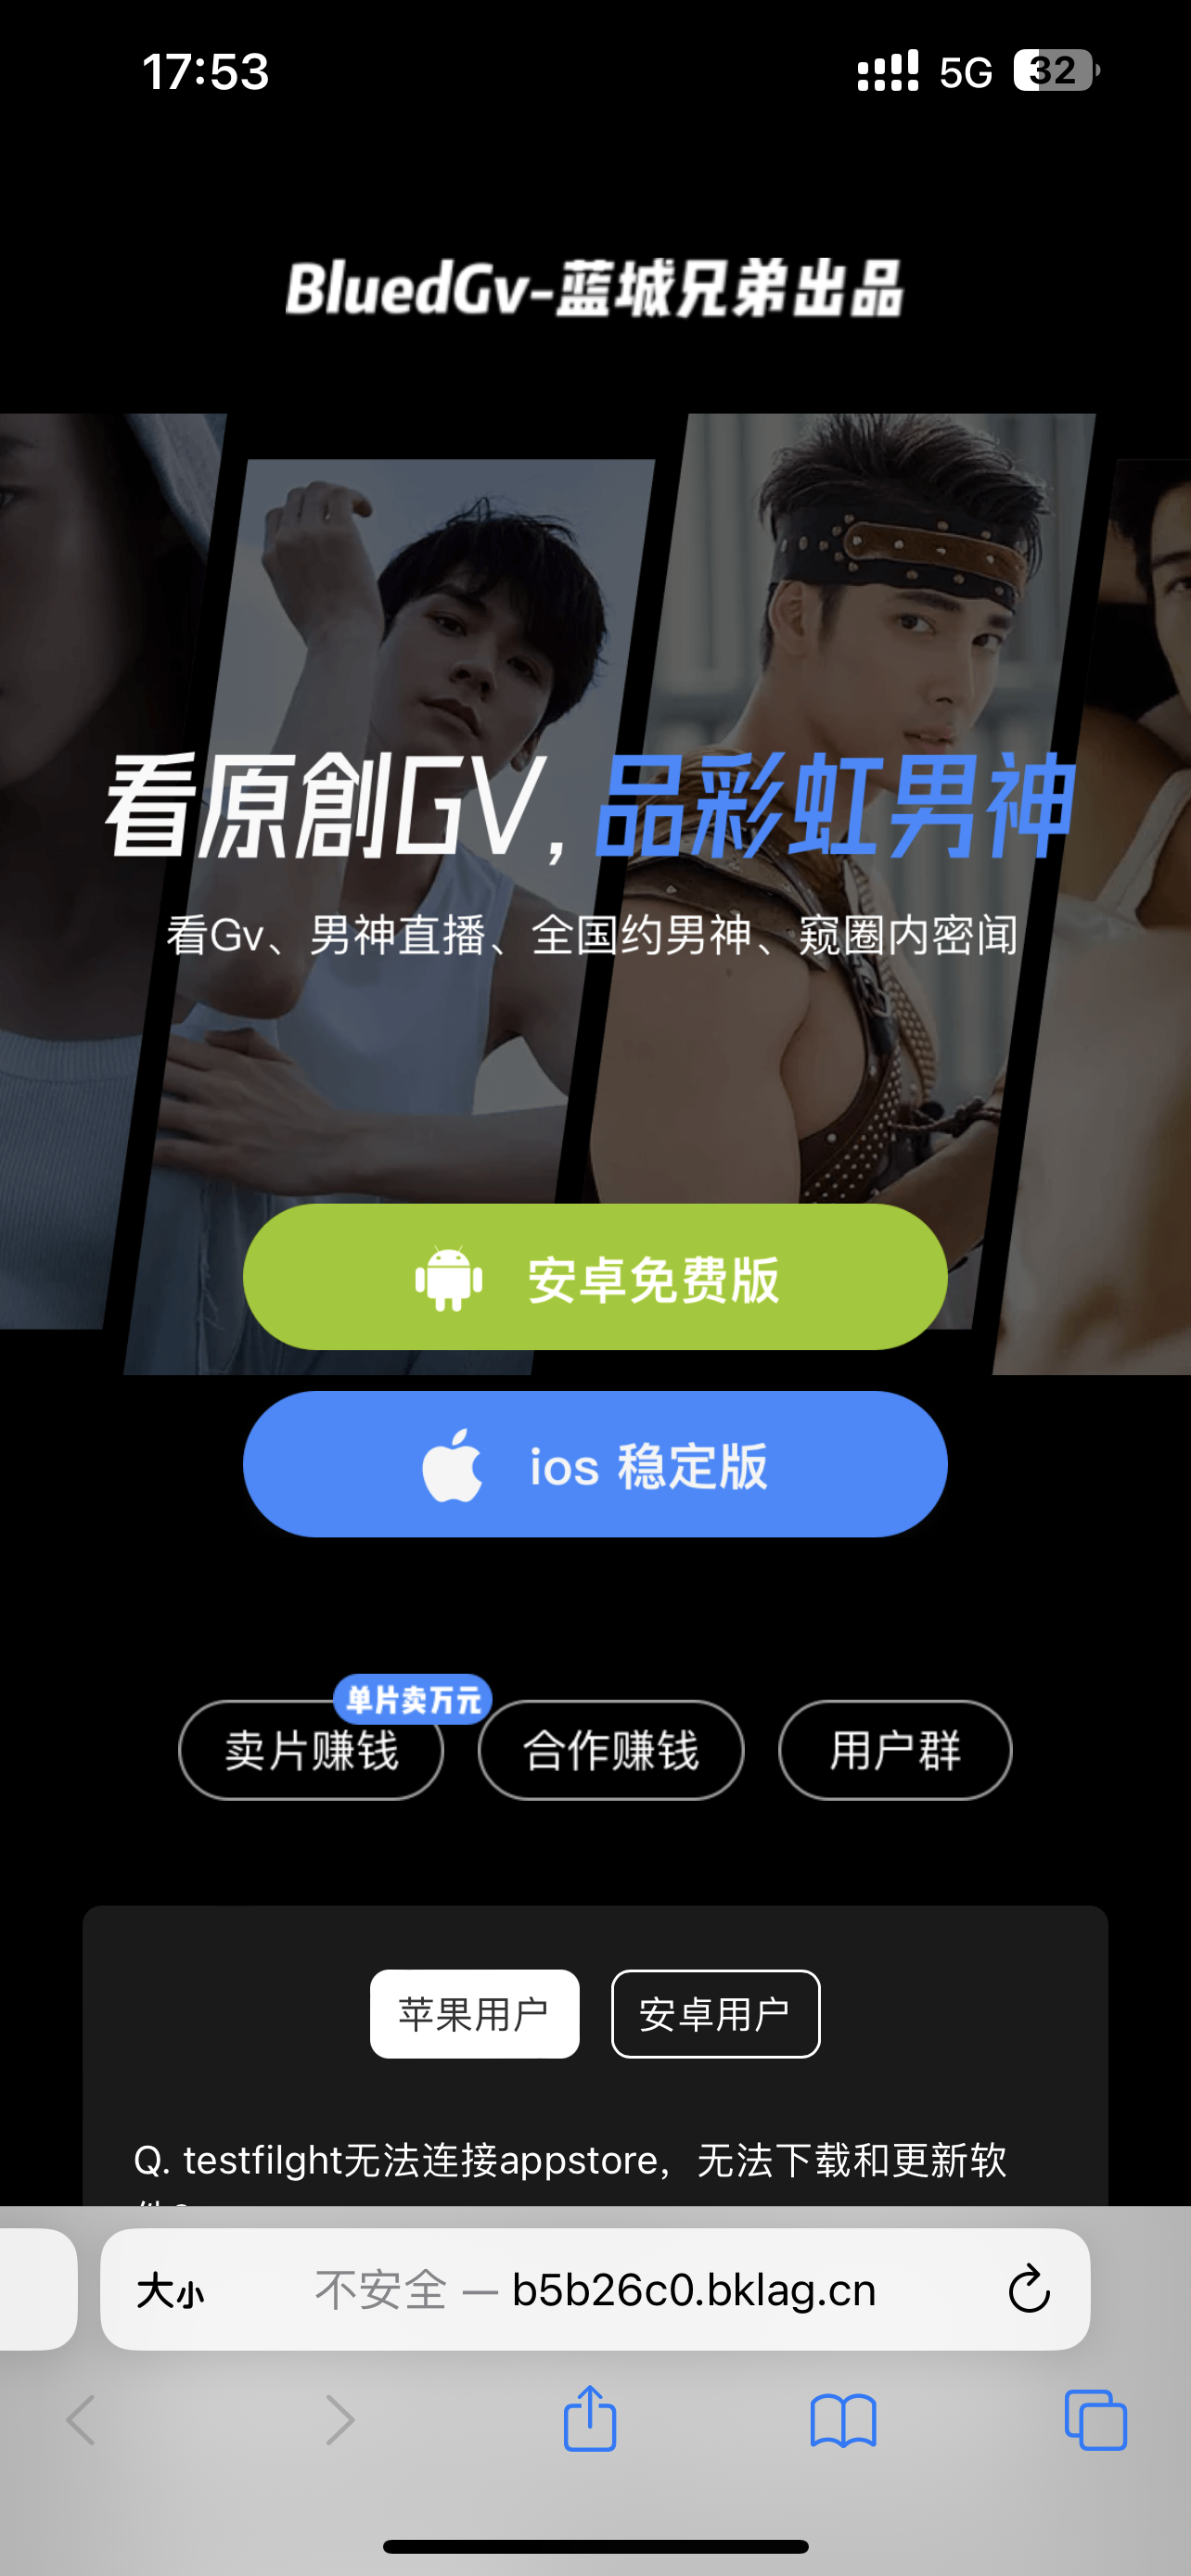 17:53
5G 32
BluedGv-蓝城兄弟出品
看原創GV,品彩虹男神
看Gv、男神直播、全国约男神、窥圈内密闻
安卓免费版
ios 稳定版
单片卖万元
卖片赚钱
合作赚钱
用户群
苹果用户
安卓用户
Q. testfilght无法连接appstore，无法下载和更新软
大小
不安全 — b5b26c0.bklag.cn